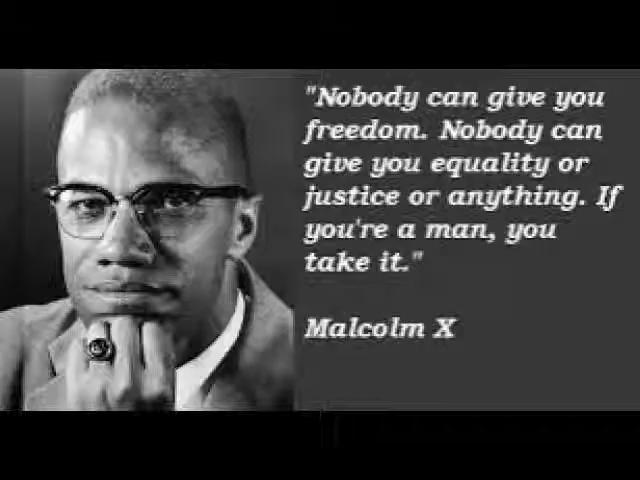 "Nobody can give you
freedom. Nobody can
give you equality or
justice or anything. If
you're a man, you
take it."
Malcolm X